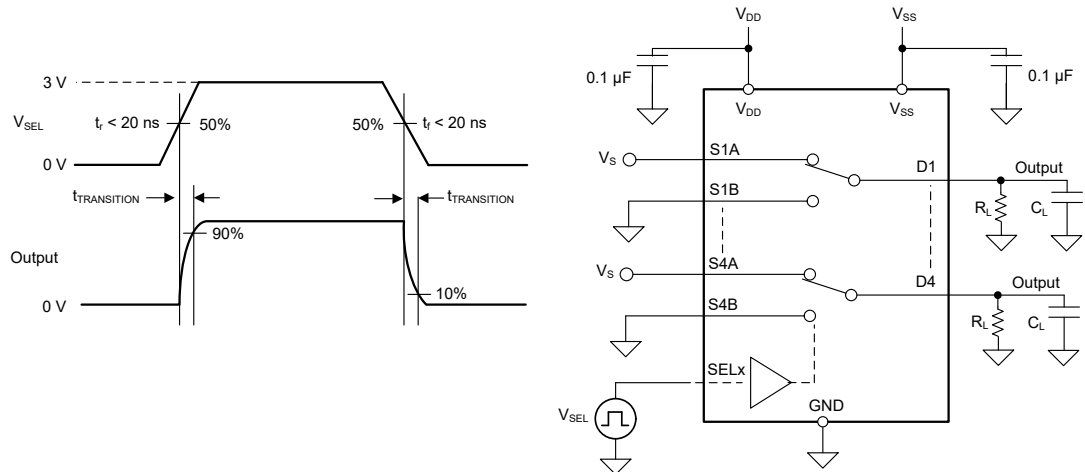 3 V
V_SEL
t_r < 20 ns
50%
50%
t_f < 20 ns
0 V
t_TRANSITION
t_TRANSITION
90%
Output
10%
0 V
V_DD
V_SS
0.1 µF
0.1 µF
V_DD
V_SS
V_S
S1A
D1
Output
S1B
R_L
C_L
V_S
S4A
D4
Output
S4B
R_L
C_L
SELx
V_SEL
GND